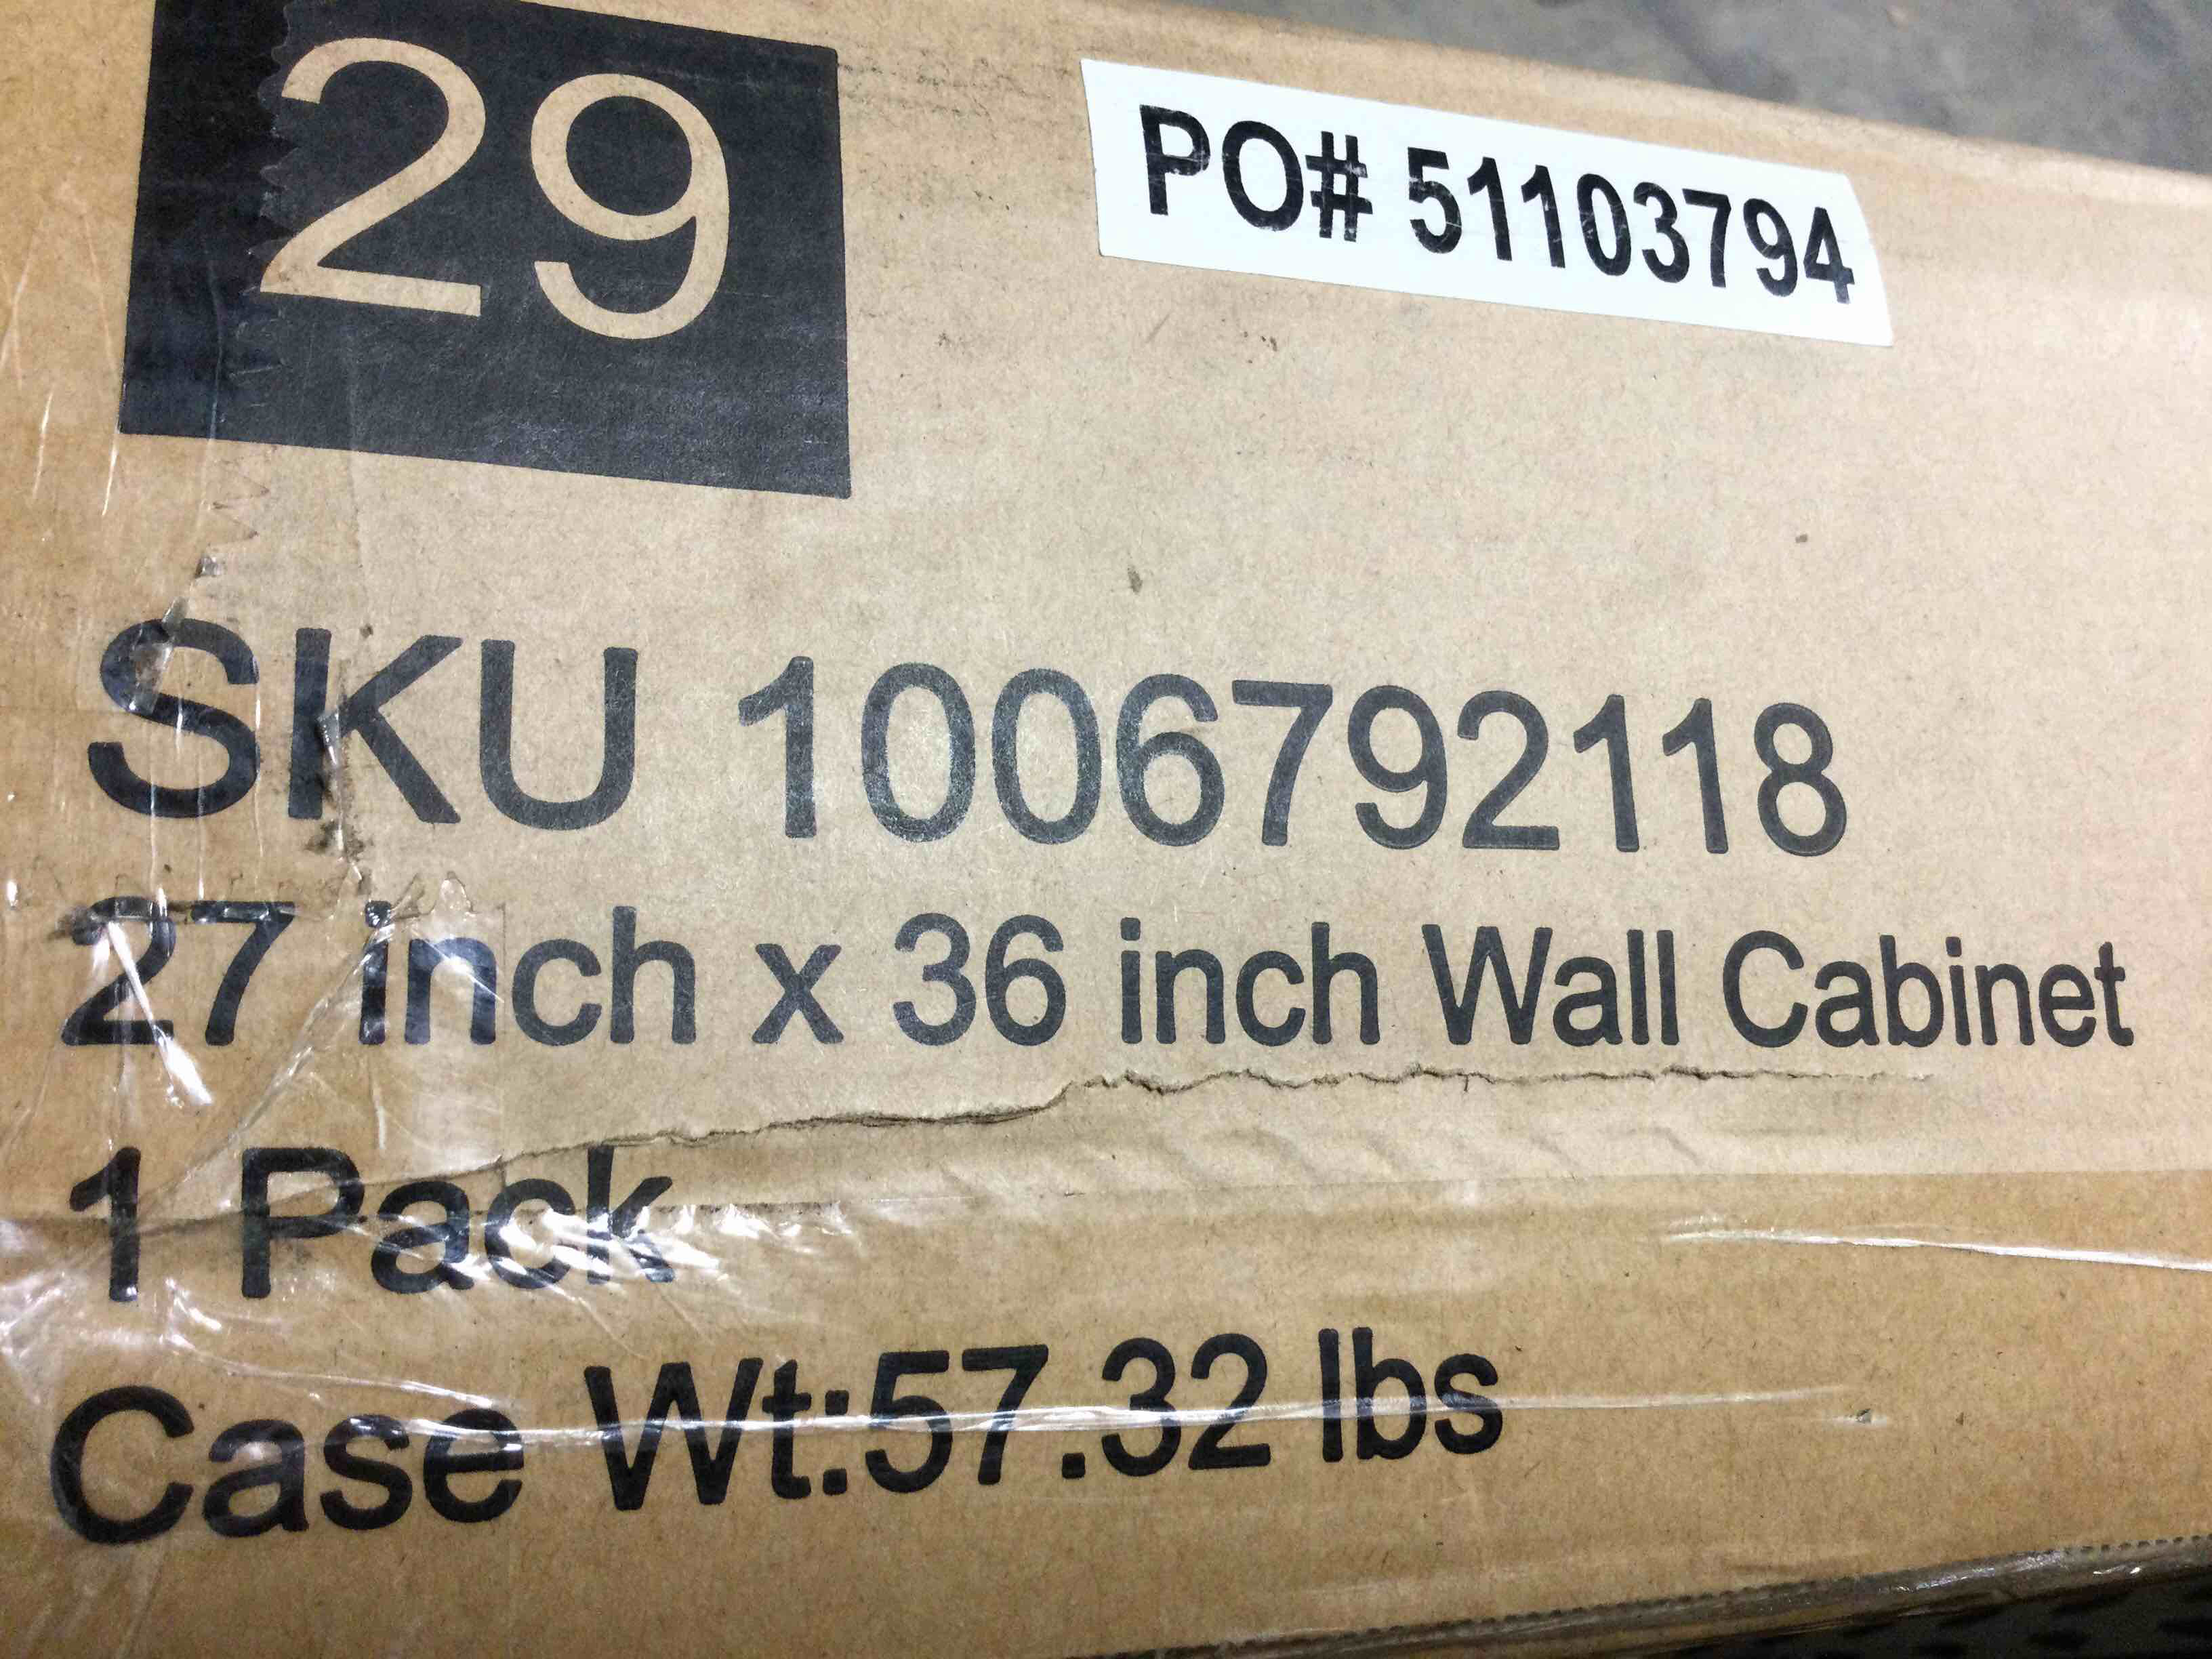 29
PO# 51103794
SKU 1006792118
27 inch x 36 inch Wall Cabinet
1 Pack
Case Wt:57.32 lbs